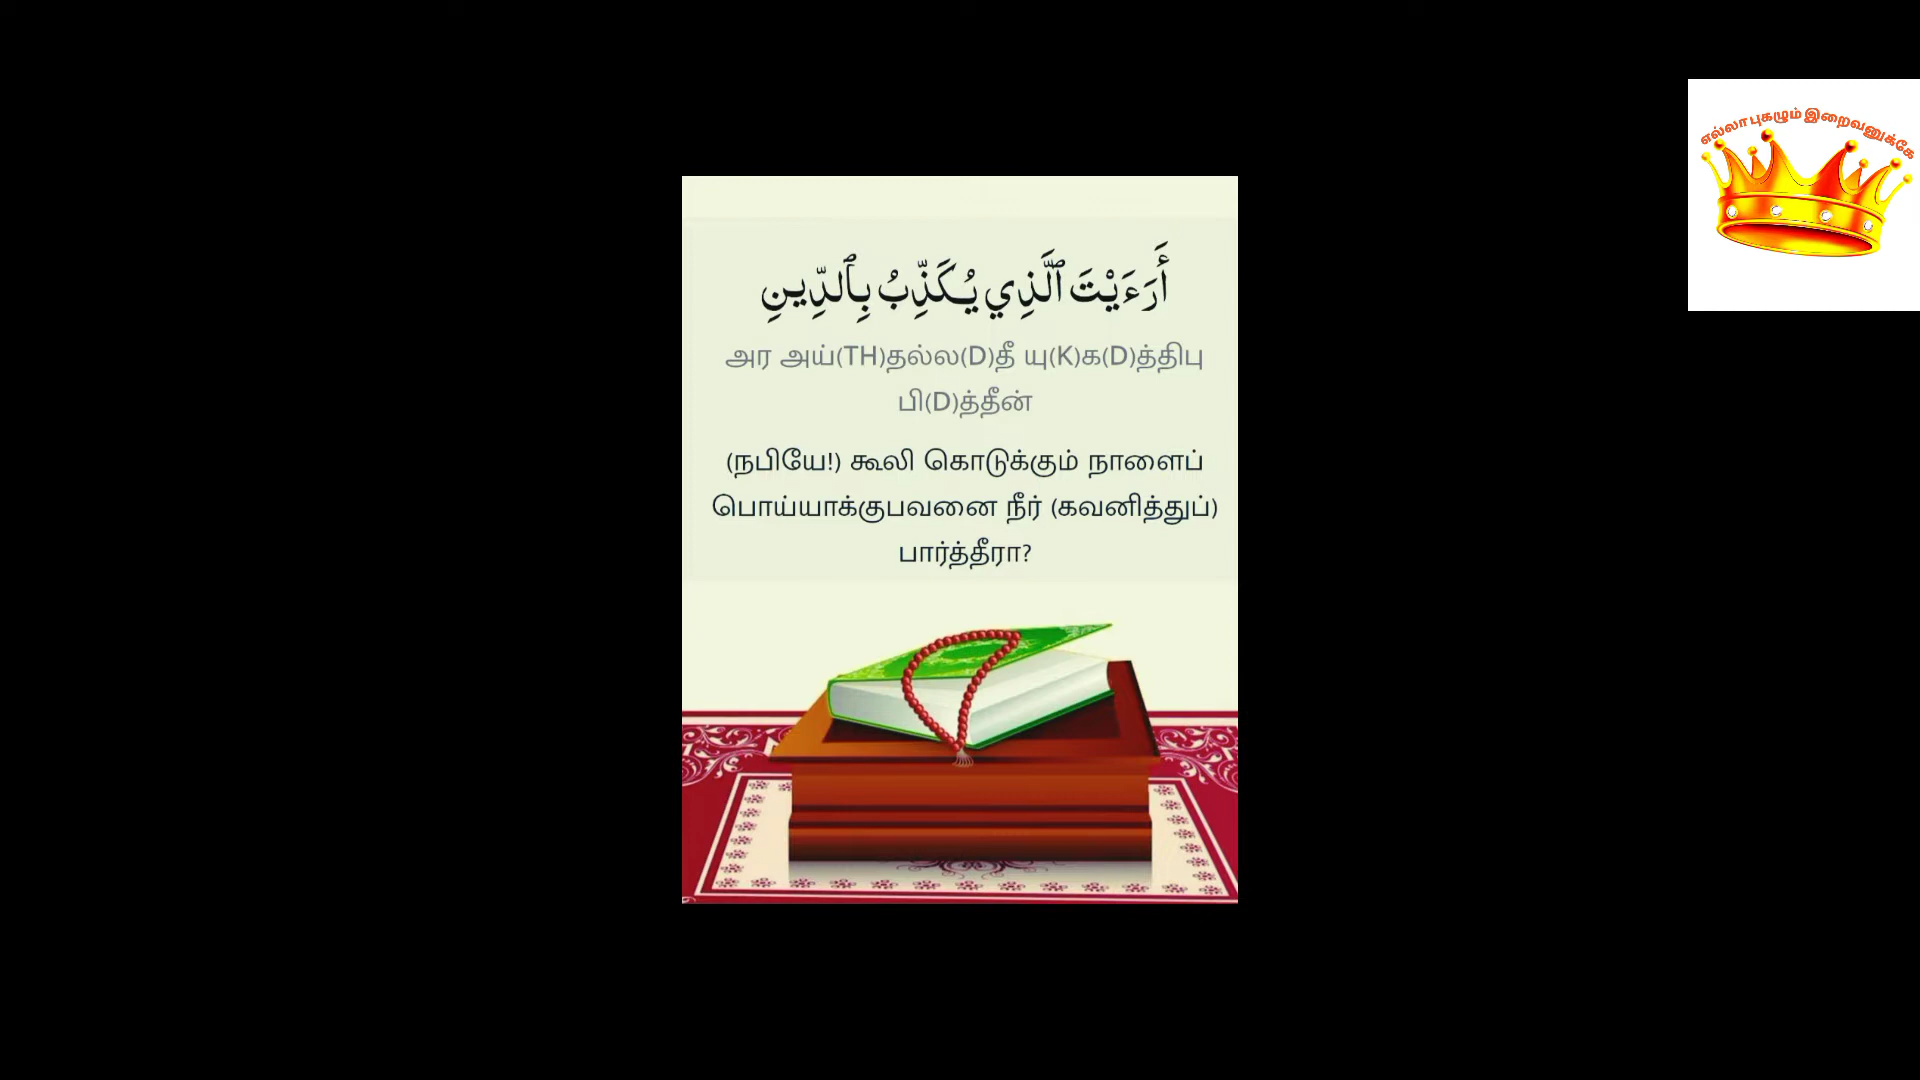 أَرَءَيْتَ ٱلَّذِي يُكَذِّبُ بِٱلدِّينِ
அர அய்(TH)தல்ல(D)தீ யு(K)க(D)த்திபு
பி(D)த்தீன்
(நபியே!) கூலி கொடுக்கும் நாளைப்
பொய்யாக்குபவனை நீர் (கவனித்துப்)
பார்த்தீரா?
எல்லா புகழும் இறைவனுக்கே